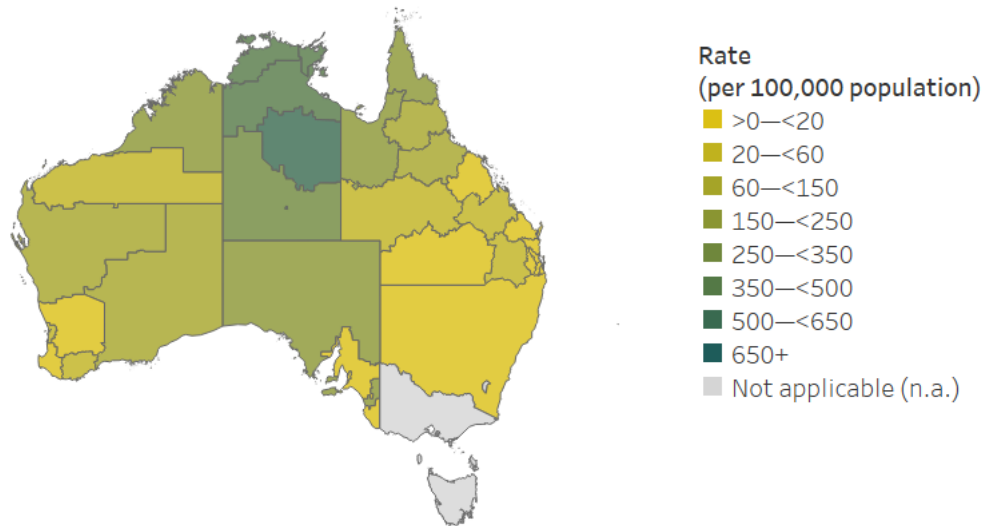 Rate
(per 100,000 population)
>0—<20
20—<60
60—<150
150—<250
250—<350
350—<500
500—<650
650+
Not applicable (n.a.)